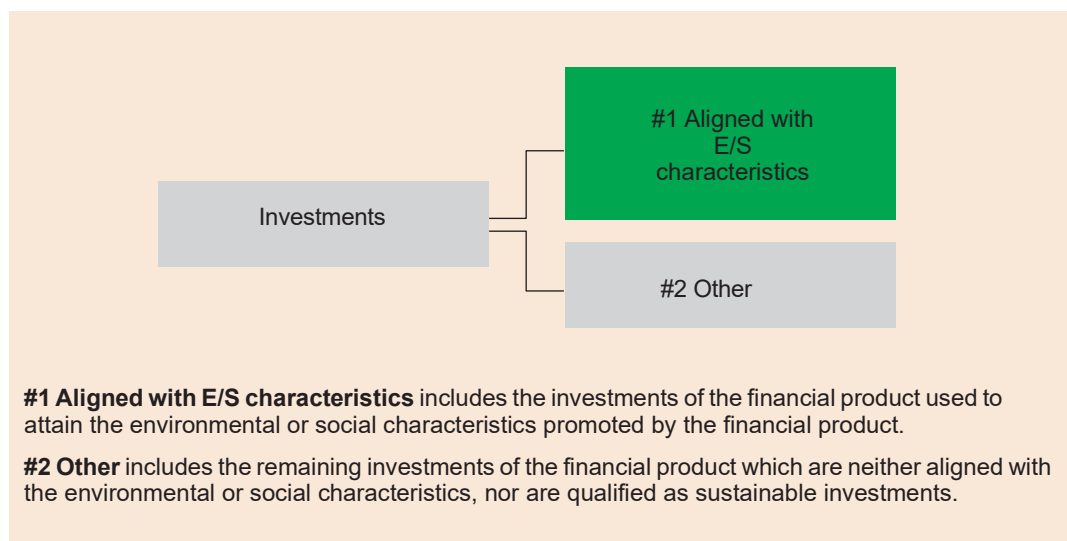 #1 Aligned with
E/S
characteristics
Investments
#2 Other
#1 Aligned with E/S characteristics includes the investments of the financial product used to
attain the environmental or social characteristics promoted by the financial product.
#2 Other includes the remaining investments of the financial product which are neither aligned with
the environmental or social characteristics, nor are qualified as sustainable investments.